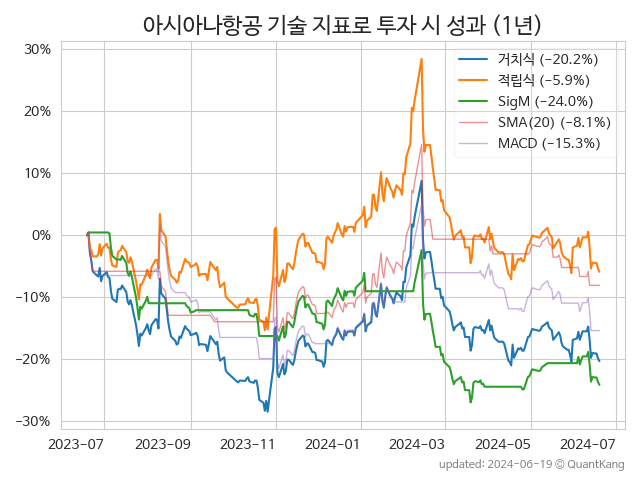 아시아나항공 기술 지표로 투자 시 성과 (1년)
30%
20%
10%
0%
−10%
−20%
−30%
거치식 (−20.2%)
적립식 (−5.9%)
SigM (−24.0%)
SMA(20) (−8.1%)
MACD (−15.3%)
2023-07 2023-09 2023-11 2024-01 2024-03 2024-05 2024-07
updated: 2024-06-19 ⓒ QuantKang